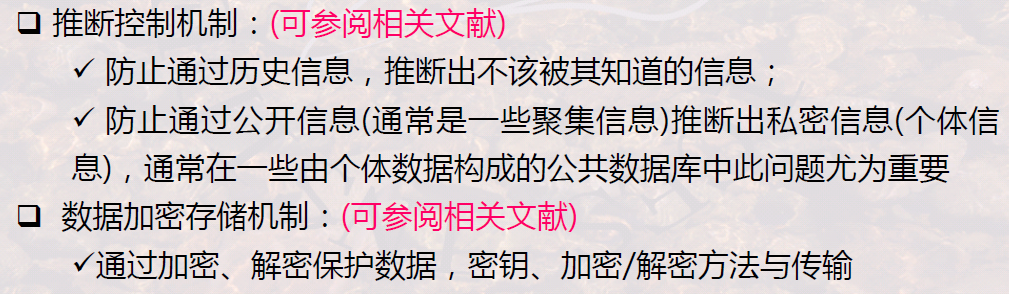 ❑ 推断控制机制：(可参阅相关文献)
✓ 防止通过历史信息，推断出不该被其知道的信息；
✓ 防止通过公开信息(通常是一些聚集信息)推断出私密信息(个体信
息)，通常在一些由个体数据构成的公共数据库中此问题尤为重要
❑ 数据加密存储机制：(可参阅相关文献)
✓通过加密、解密保护数据，密钥、加密/解密方法与传输